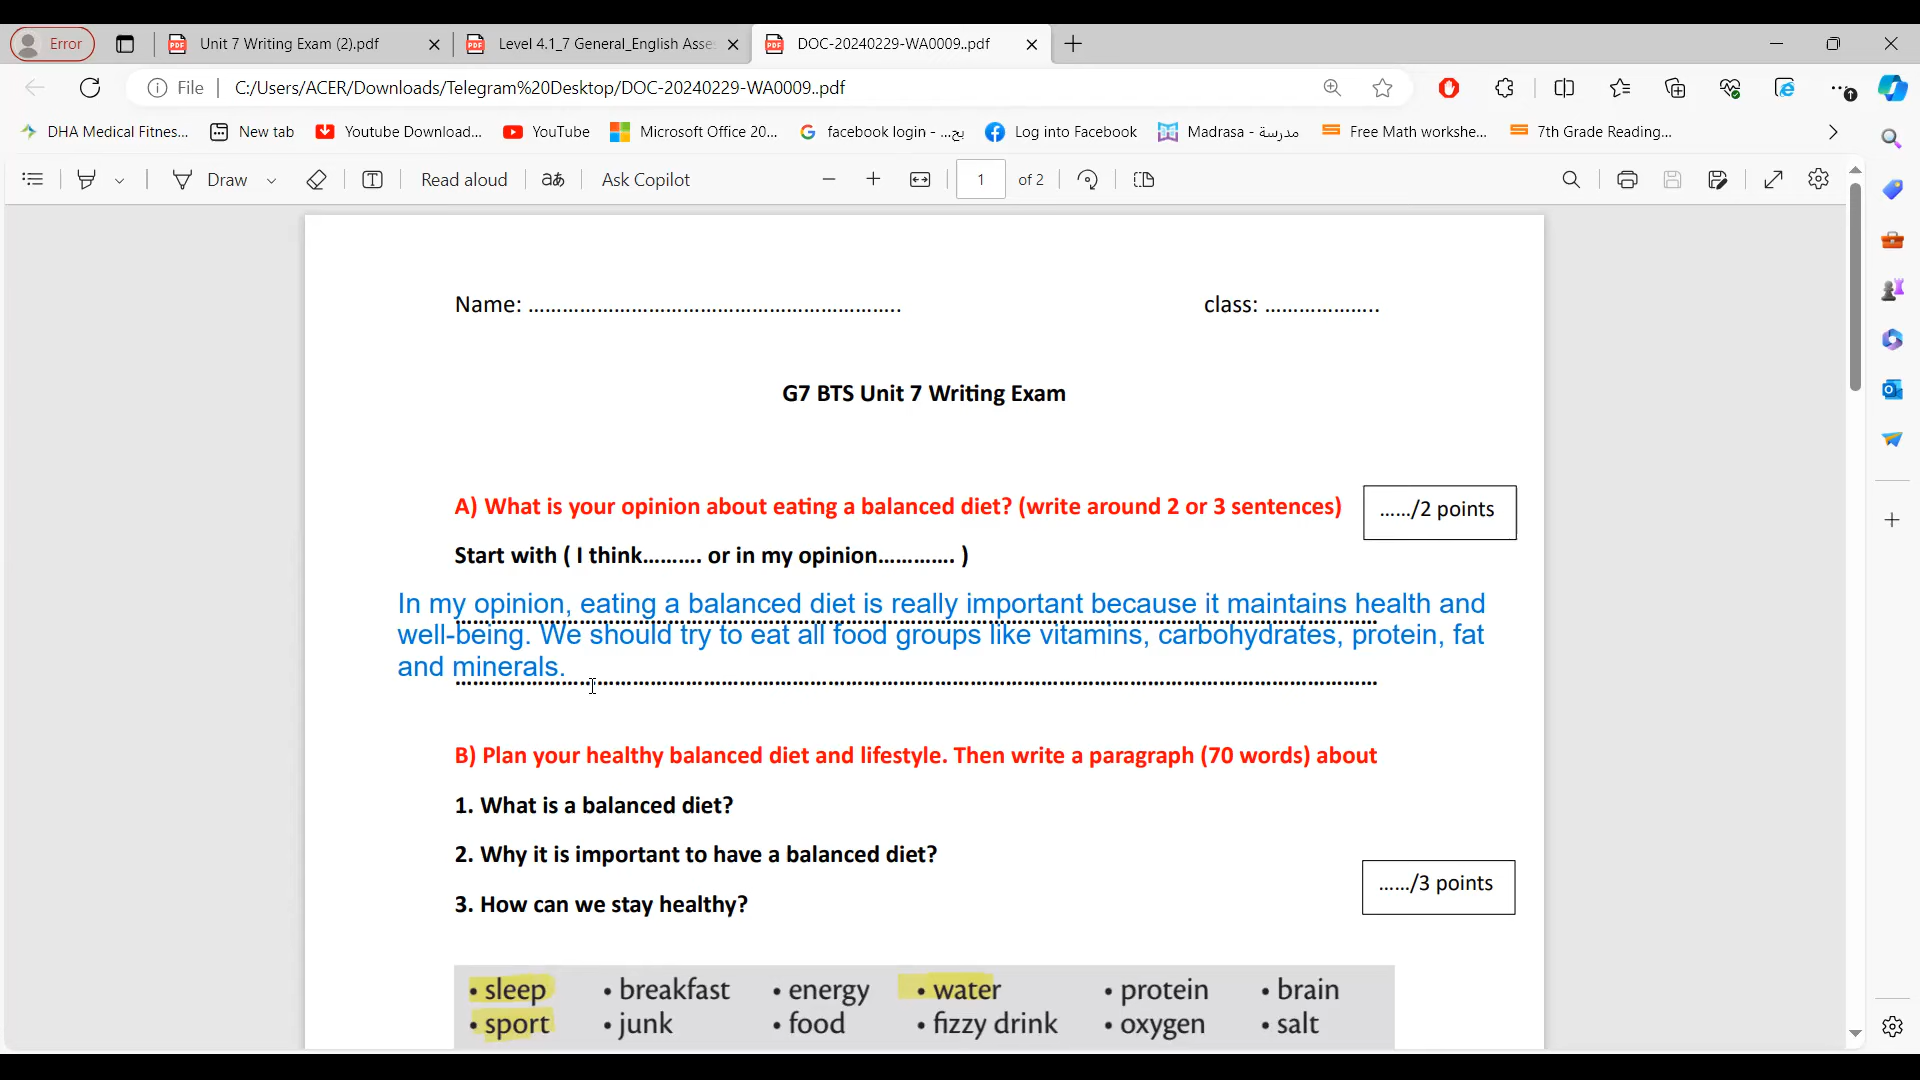 Error
Unit 7 Writing Exam (2).pdf
Level 4.1_7 General_English Asse
DOC-20240229-WA0009..pdf
File
C:/Users/ACER/Downloads/Telegram%20Desktop/DOC-20240229-WA0009..pdf
DHA Medical Fitnes...
New tab
Youtube Download...
YouTube
Microsoft Office 20...
facebook login - ...بح
Log into Facebook
Madrasa - مدرسة
Free Math workshe...
7th Grade Reading...
Draw
Read aloud
aあ
Ask Copilot
1
of 2
Name: ..............................................................
class: ....................
G7 BTS Unit 7 Writing Exam
A) What is your opinion about eating a balanced diet? (write around 2 or 3 sentences)
....../2 points
Start with ( I think.......... or in my opinion............. )
In my opinion, eating a balanced diet is really important because it maintains health and
well-being. We should try to eat all food groups like vitamins, carbohydrates, protein, fat
and minerals.
B) Plan your healthy balanced diet and lifestyle. Then write a paragraph (70 words) about
1. What is a balanced diet?
2. Why it is important to have a balanced diet?
3. How can we stay healthy?
....../3 points
• sleep • breakfast • energy • water • protein • brain
• sport • junk • food • fizzy drink • oxygen • salt